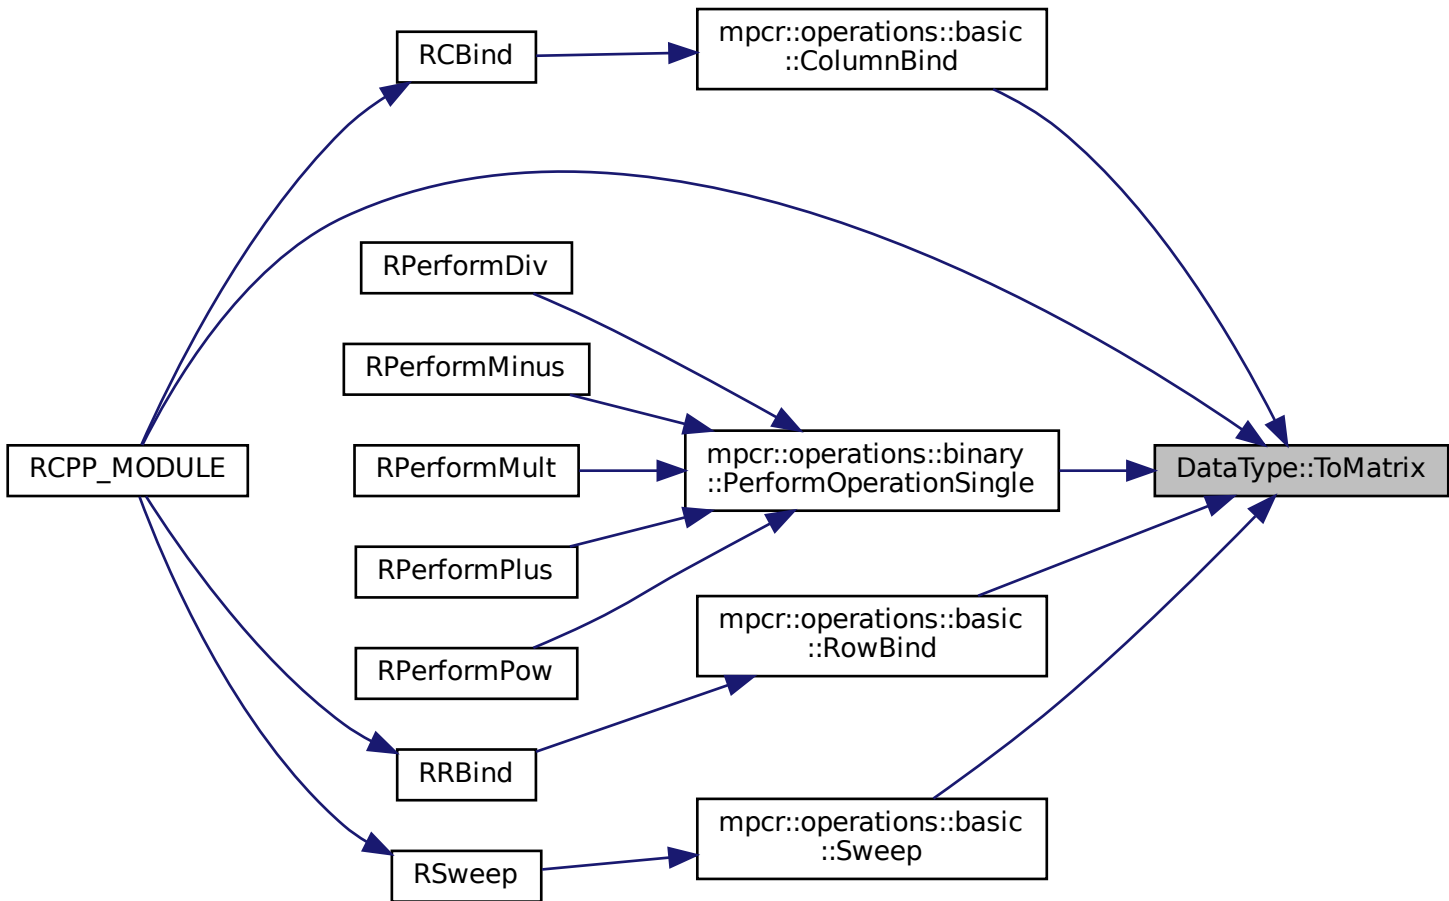 RCBind
mpcr::operations::basic
::ColumnBind
RPerformDiv
RPerformMinus
RCPP_MODULE
RPerformMult
mpcr::operations::binary
::PerformOperationSingle
DataType::ToMatrix
RPerformPlus
mpcr::operations::basic
::RowBind
RPerformPow
RRBind
mpcr::operations::basic
::Sweep
RSweep